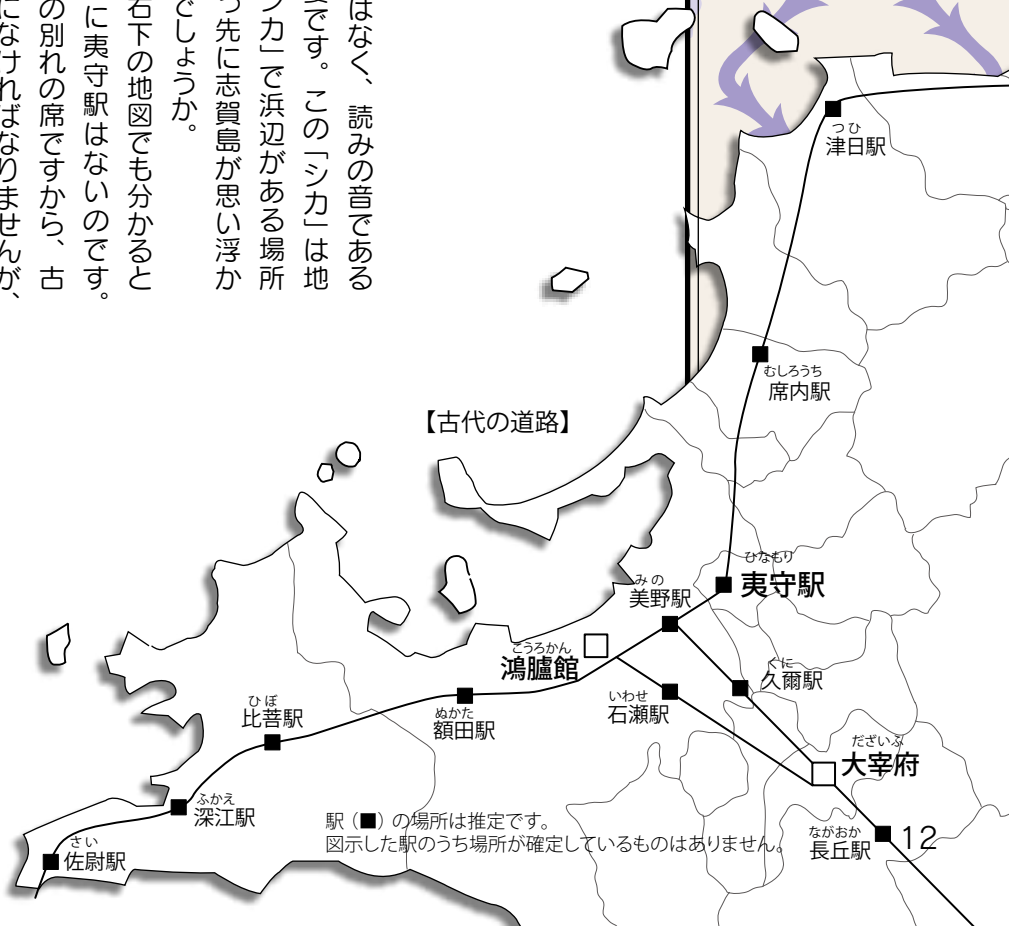 はなく、読みの音である
です。この「シカ」は地
カ」で浜辺がある場所
っ先に志賀島が思い浮か
でしょうか。
右下の地図でも分かると
に夷守駅はないのです。
の別れの席ですから、古
になければなりませんが、
【古代の道路】
つひ
津日駅
むしろうち
席内駅
ひなもり
夷守駅
みの
美野駅
こうろかん
鴻臚館
くに
久爾駅
いわせ
石瀬駅
ぬかた
額田駅
ひぼ
比菩駅
だざいふ
大宰府
ふかえ
深江駅
さい
佐尉駅
ながおか
長丘駅
駅（■）の場所は推定です。
図示した駅のうち場所が確定しているものはありません。
12